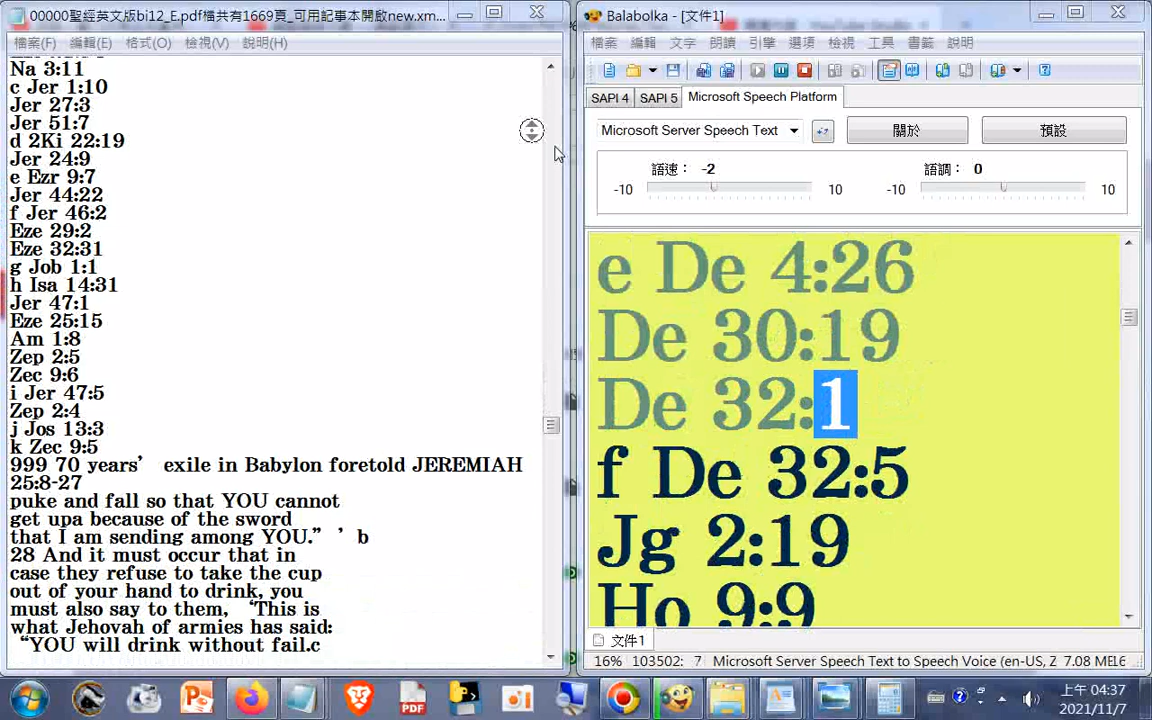 00000聖經英文版bi12_E.pdf檔共有1669頁_可用記事本開啟new.xm...
檔案(F) 編輯(E) 格式(O) 檢視(V) 說明(H)
Na 3:11
c Jer 1:10
Jer 27:3
Jer 51:7
d 2Ki 22:19
Jer 24:9
e Ezr 9:7
Jer 44:22
f Jer 46:2
Eze 29:2
Eze 32:31
g Job 1:1
h Isa 14:31
Jer 47:1
Eze 25:15
Am 1:8
Zep 2:5
Zec 9:6
i Jer 47:5
Zep 2:4
j Jos 13:3
k Zec 9:5
999 70 years’ exile in Babylon foretold JEREMIAH
25:8-27
puke and fall so that YOU cannot
get upa because of the sword
that I am sending among YOU.” ’ b
28 And it must occur that in
case they refuse to take the cup
out of your hand to drink, you
must also say to them, ‘This is
what Jehovah of armies has said:
“YOU will drink without fail.c
Balabolka - [文件1]
檔案 編輯 文字 朗讀 引擎 選項 檢視 工具 書籤 說明
SAPI 4 SAPI 5 Microsoft Speech Platform
Microsoft Server Speech Text 關於 預設
語速： -2 語調： 0
-10 10 -10 10
e De 4:26
De 30:19
De 32:1
f De 32:5
Jg 2:19
Ho 9:9
文件1
16% 103502: 7 Microsoft Server Speech Text to Speech Voice (en-US, Z 7.08 МЕ16
上午 04:37
2021/11/7